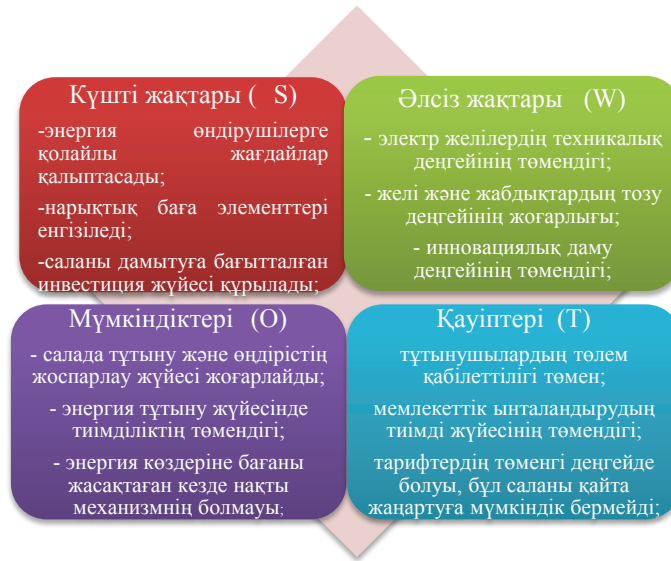 Күшті жақтары ( S)
-энергия өндірушілерге
қолайлы жағдайлар
қалыптасады;
-нарықтық баға элементтері
енгізіледі;
-саланы дамытуға бағытталған
инвестиция жүйесі құрылады;
Әлсіз жақтары (W)
- электр желілердің техникалық
деңгейінің төмендігі;
- желі және жабдықтардың тозу
деңгейінің жоғарлығы;
- инновациялық даму
деңгейінің төмендігі;
Мүмкіндіктері (O)
- салада тұтыну және өндірістің
жоспарлау жүйесі жоғарлайды;
- энергия тұтыну жүйесінде
тиімділіктің төмендігі;
- энергия көздеріне бағаны
жасақтаған кезде нақты
механизмнің болмауы;
Қауіптері (T)
тұтынушылардың төлем
қабілеттілігі төмен;
мемлекеттік ынталандырудың
тиімді жүйесінің төмендігі;
тарифтердің төменгі деңгейде
болуы, бұл саланы қайта
жаңартуға мүмкіндік бермейді;